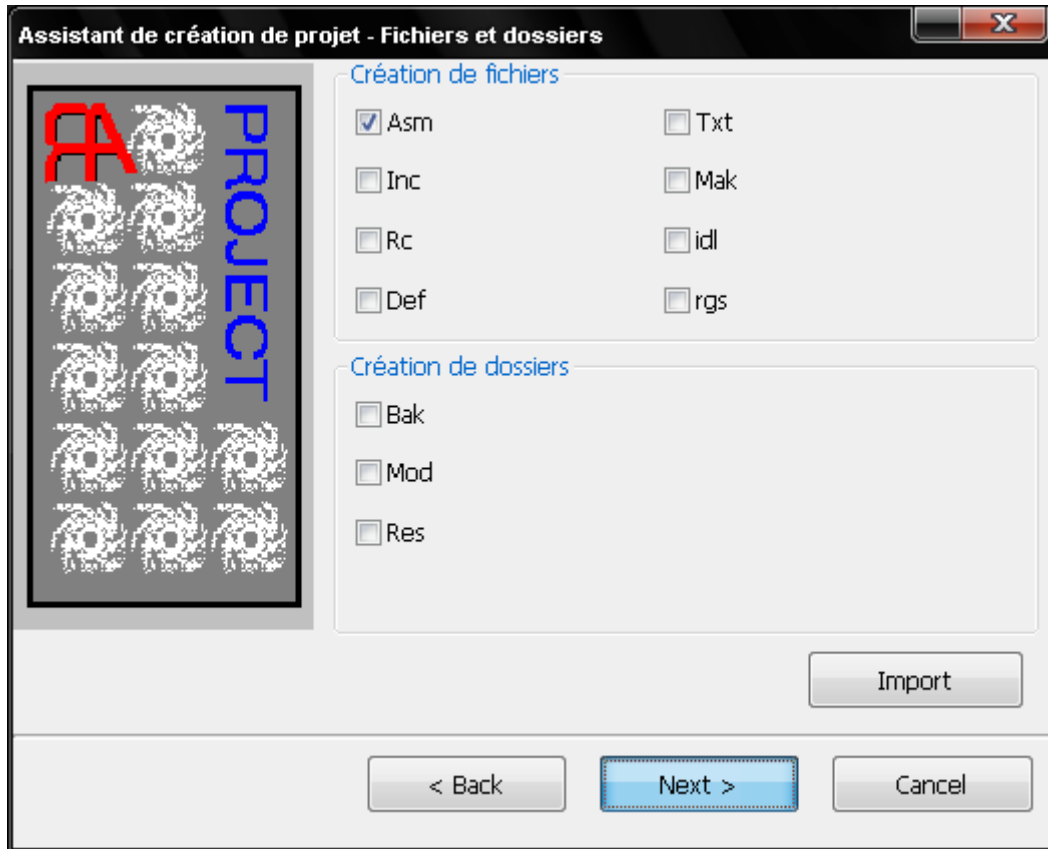 Assistant de création de projet - Fichiers et dossiers
RA
PROJECT
Création de fichiers
Asm
Txt
Inc
Mak
Rc
idl
Def
rgs
Création de dossiers
Bak
Mod
Res
Import
< Back
Next >
Cancel